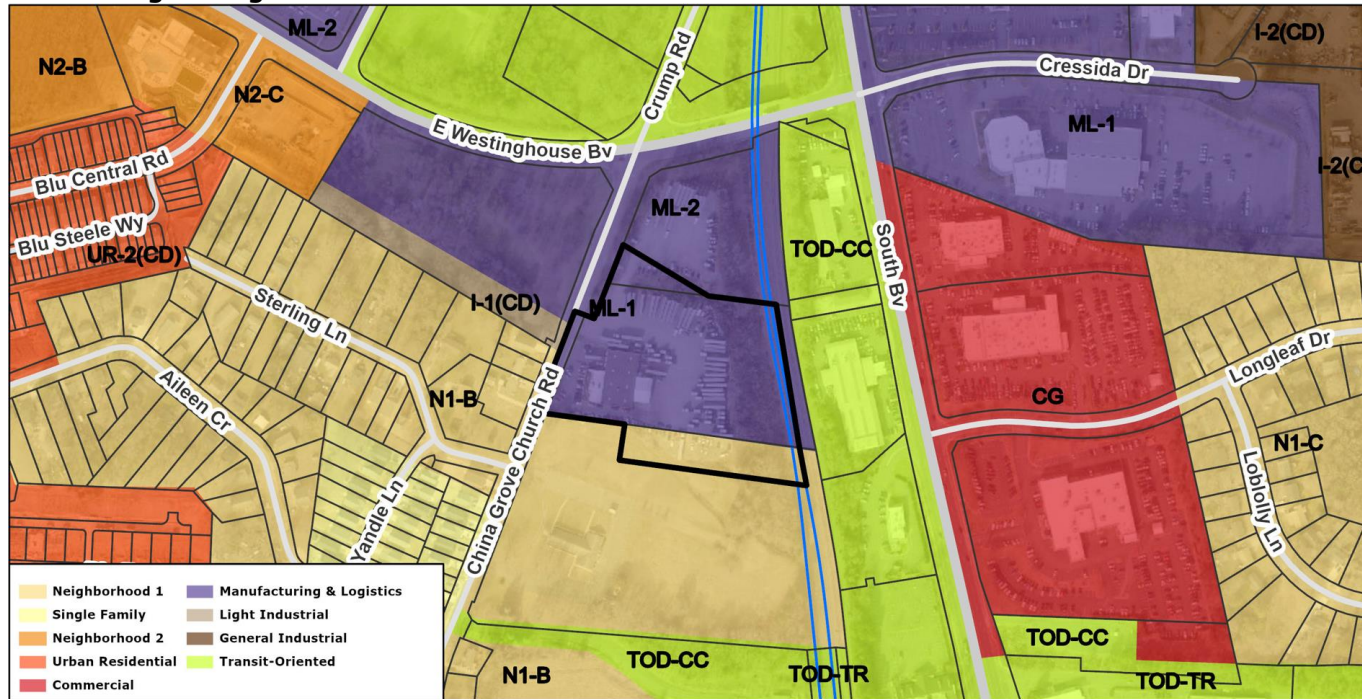 ML-2
I-2(CD)
N2-B
Cressida Dr
N2-C
Crump Rd
ML-1
E Westinghouse Bv
I-2(C
Blu Central Rd
ML-2
Blu Steele Wy
South Bv
TOD-CC
UR-2(CD)
I-1(CD)
ML-1
Sterling Ln
Longleaf Dr
Aileen Cr
N1-B
CG
N1-C
China Grove Church Rd
Loblolly Ln
Yandle Ln
Neighborhood 1
Single Family
Neighborhood 2
Urban Residential
Commercial
Manufacturing & Logistics
Light Industrial
General Industrial
Transit-Oriented
TOD-CC
TOD-CC
TOD-TR
N1-B
TOD-TR